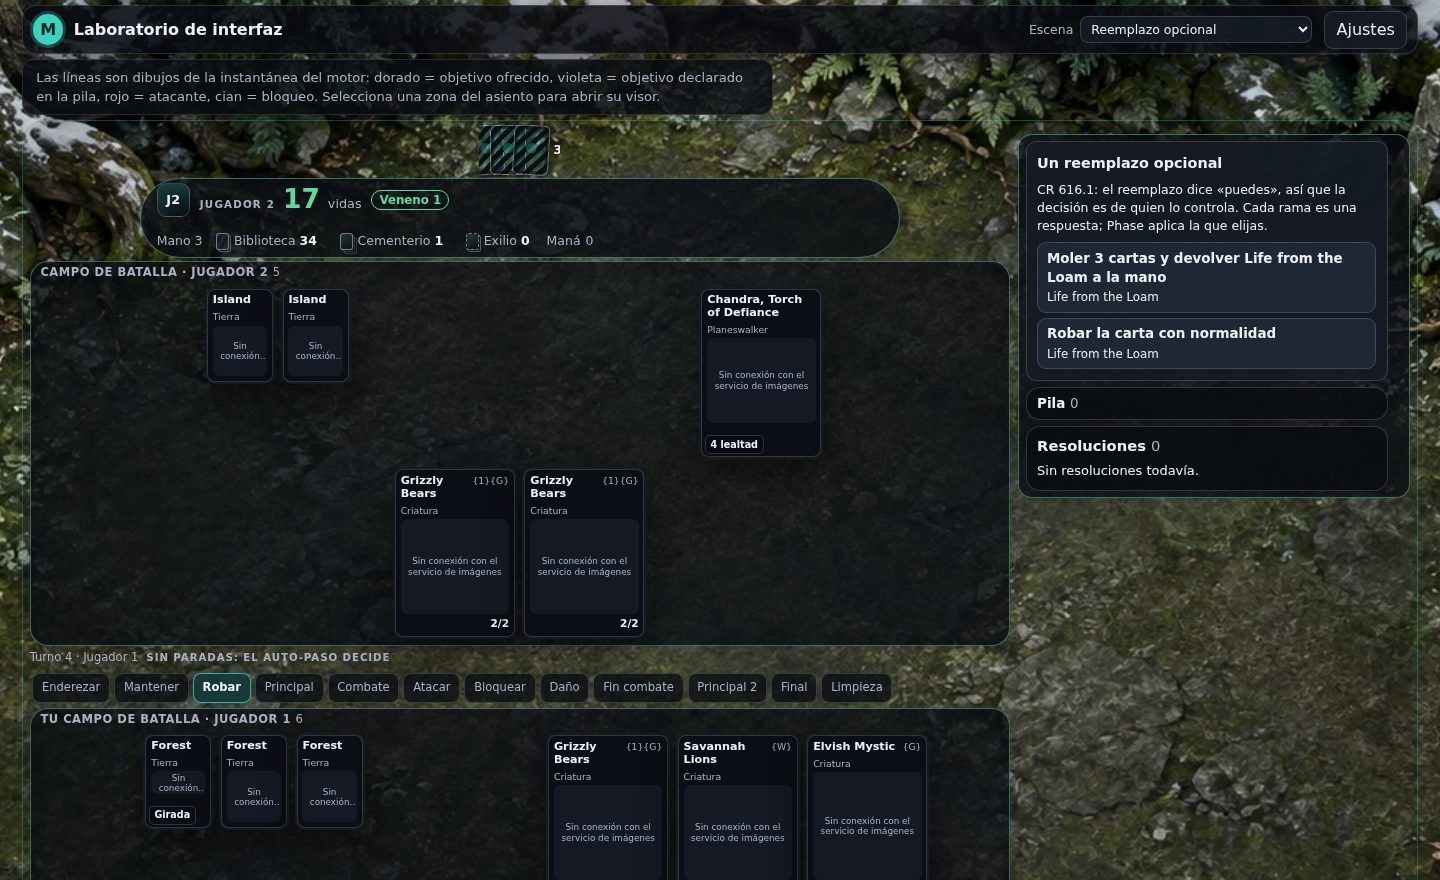 M Laboratorio de interfaz
Escena Reemplazo opcional Ajustes
Las líneas son dibujos de la instantánea del motor: dorado = objetivo ofrecido, violeta = objetivo declarado
en la pila, rojo = atacante, cian = bloqueo. Selecciona una zona del asiento para abrir su visor.
3
J2 JUGADOR 2 17 vidas Veneno 1
Mano 3 Biblioteca 34 Cementerio 1 Exilio 0 Maná 0
CAMPO DE BATALLA · JUGADOR 2 5
Island
Tierra
Sin
conexión..
Island
Tierra
Sin
conexión..
Chandra, Torch
of Defiance
Planeswalker
Sin conexión con el
servicio de imágenes
4 lealtad
Grizzly
Bears
{1}{G}
Criatura
Sin conexión con el
servicio de imágenes
2/2
Grizzly
Bears
{1}{G}
Criatura
Sin conexión con el
servicio de imágenes
2/2
Turno 4 · Jugador 1 SIN PARADAS: EL AUTO-PASO DECIDE
Enderezar Mantener Robar Principal Combate Atacar Bloquear Daño Fin combate Principal 2 Final Limpieza
TU CAMPO DE BATALLA · JUGADOR 1 6
Forest
Tierra
Sin
conexión..
Girada
Forest
Tierra
Sin
conexión..
Forest
Tierra
Sin
conexión..
Grizzly
Bears
{1}{G}
Criatura
Sin conexión con el
servicio de imágenes
Savannah
Lions
{W}
Criatura
Sin conexión con el
servicio de imágenes
Elvish Mystic {G}
Criatura
Sin conexión con el
servicio de imágenes
Un reemplazo opcional
CR 616.1: el reemplazo dice «puedes», así que la
decisión es de quien lo controla. Cada rama es una
respuesta; Phase aplica la que elijas.
Moler 3 cartas y devolver Life from the
Loam a la mano
Life from the Loam
Robar la carta con normalidad
Life from the Loam
Pila 0
Resoluciones 0
Sin resoluciones todavía.